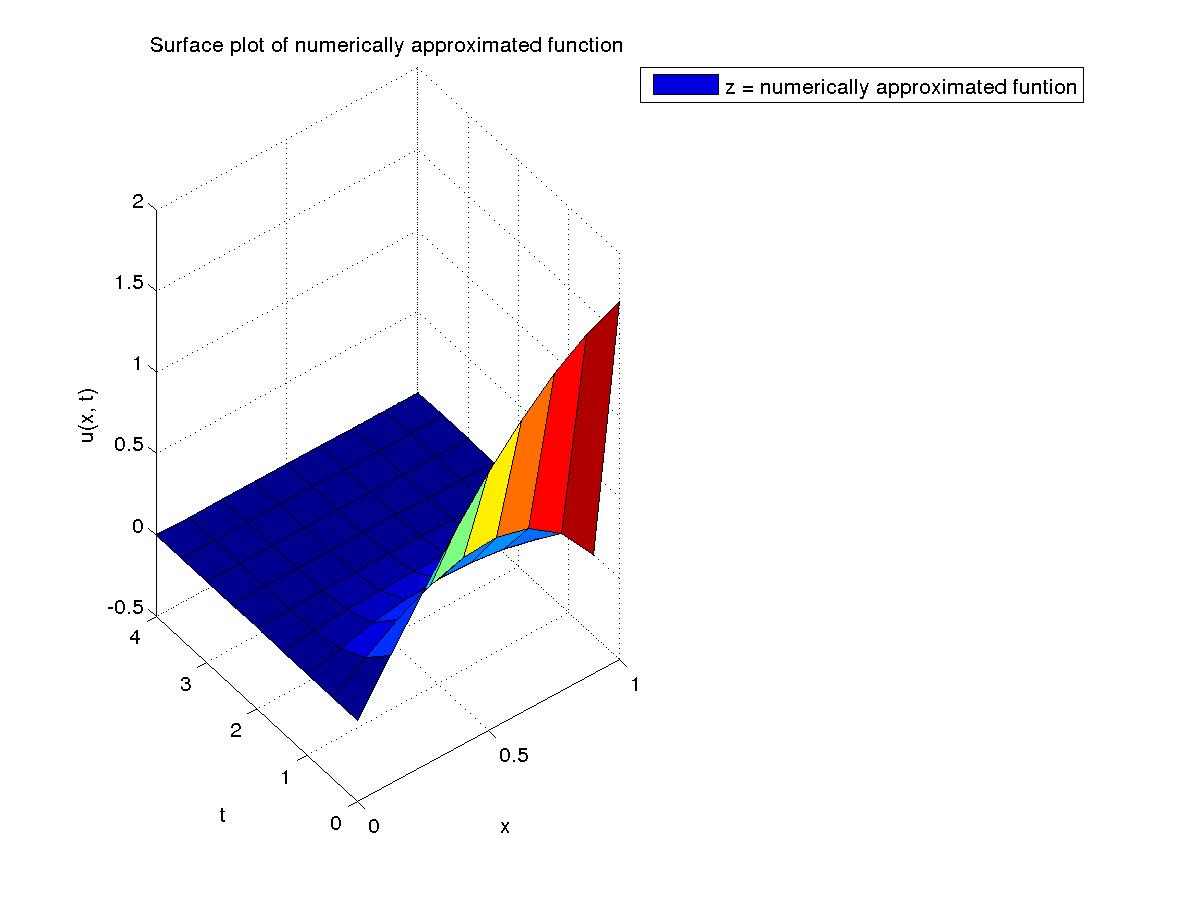 Surface plot of numerically approximated function
z = numerically approximated funtion
2
1.5
1
0.5
0
-0.5
u(x, t)
4
3
2
1
0
t
0
0.5
1
x